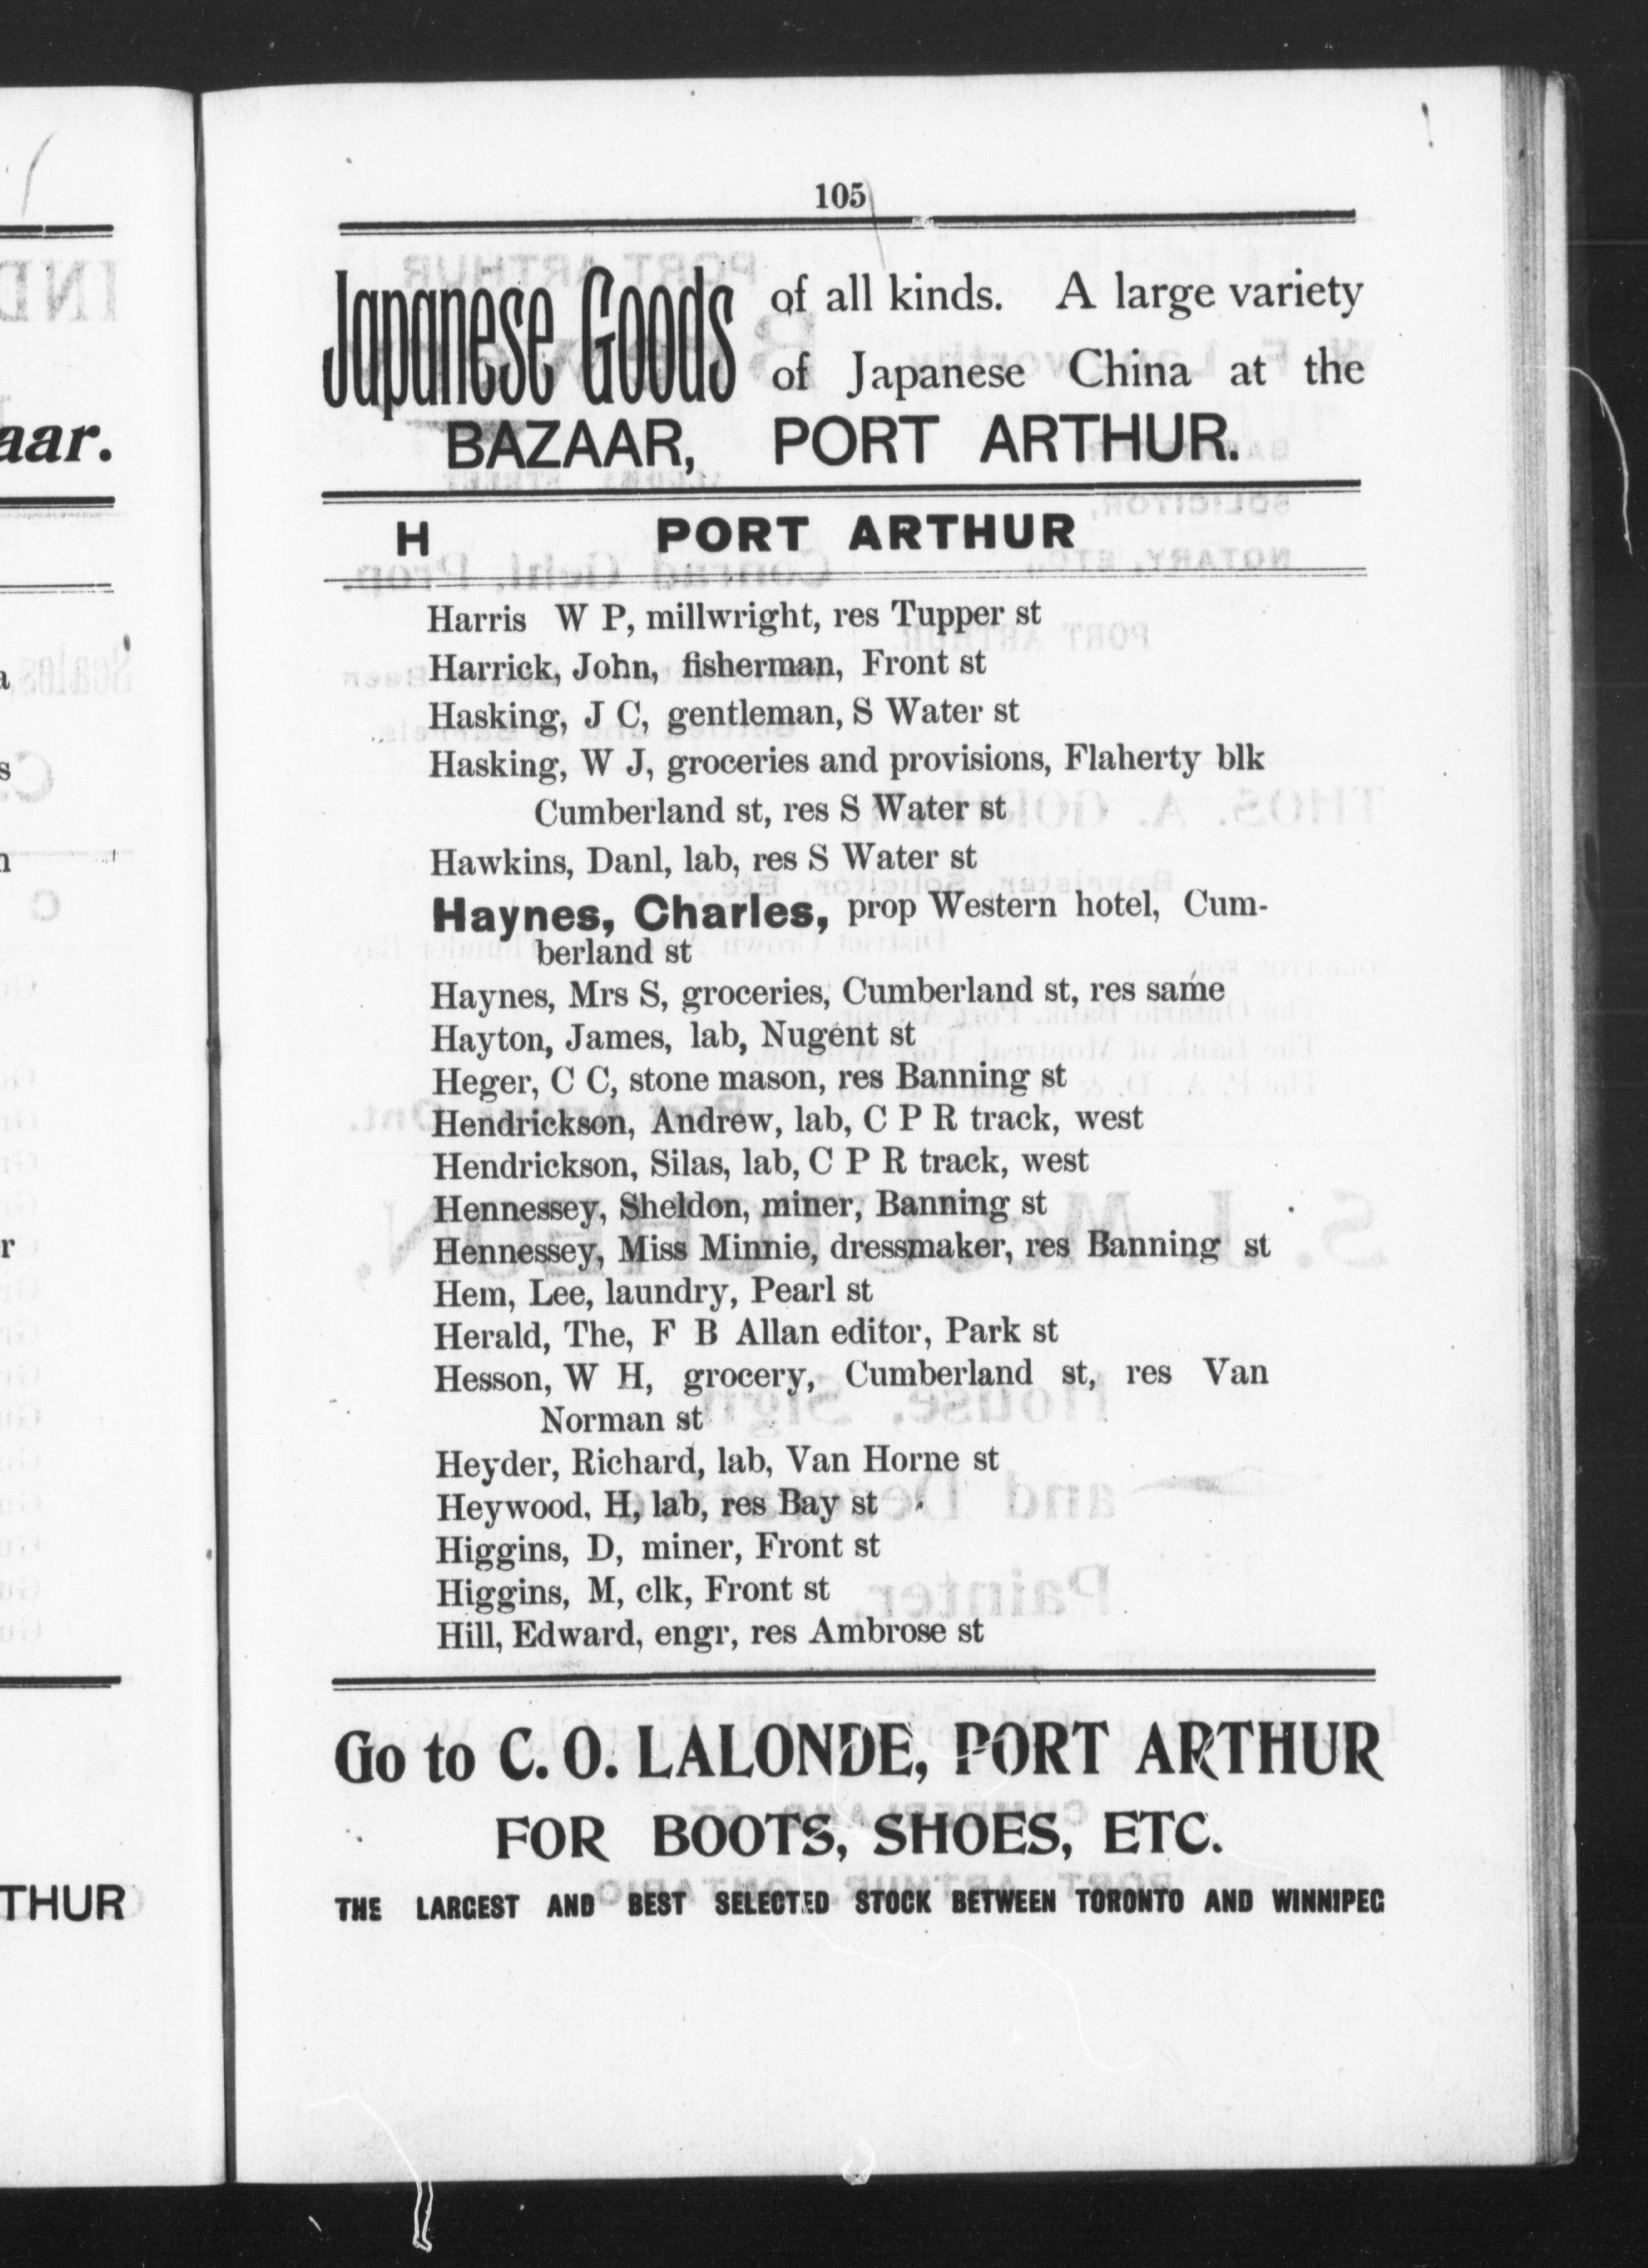 105
Japanese Goods of all kinds. A large variety
of Japanese China at the
BAZAAR, PORT ARTHUR.
H PORT ARTHUR
Harris W P, millwright, res Tupper st
Harrick, John, fisherman, Front st
Hasking, J C, gentleman, S Water st
Hasking, W J, groceries and provisions, Flaherty blk
Cumberland st, res S Water st
Hawkins, Danl, lab, res S Water st
Haynes, Charles, prop Western hotel, Cum-
berland st
Haynes, Mrs S, groceries, Cumberland st, res same
Hayton, James, lab, Nugent st
Heger, C C, stone mason, res Banning st
Hendrickson, Andrew, lab, C P R track, west
Hendrickson, Silas, lab, C P R track, west
Hennessey, Sheldon, miner, Banning st
Hennessey, Miss Minnie, dressmaker, res Banning st
Hem, Lee, laundry, Pearl st
Herald, The, F B Allan editor, Park st
Hesson, W H, grocery, Cumberland st, res Van
Norman st
Heyder, Richard, lab, Van Horne st
Heywood, H, lab, res Bay st
Higgins, D, miner, Front st
Higgins, M, clk, Front st
Hill, Edward, engr, res Ambrose st
Go to C. O. LALONDE, PORT ARTHUR
FOR BOOTS, SHOES, ETC.
THE LARGEST AND BEST SELECTED STOCK BETWEEN TORONTO AND WINNIPEG
aar.
THUR